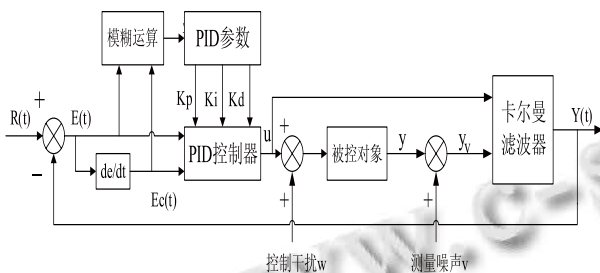 模糊运算
PID参数
R(t)
+
−
E(t)
Kp
Ki
Kd
de/dt
Ec(t)
PID控制器
u
+
+
控制干扰w
被控对象
y
+
测量噪声v
yv
卡尔曼
滤波器
Y(t)